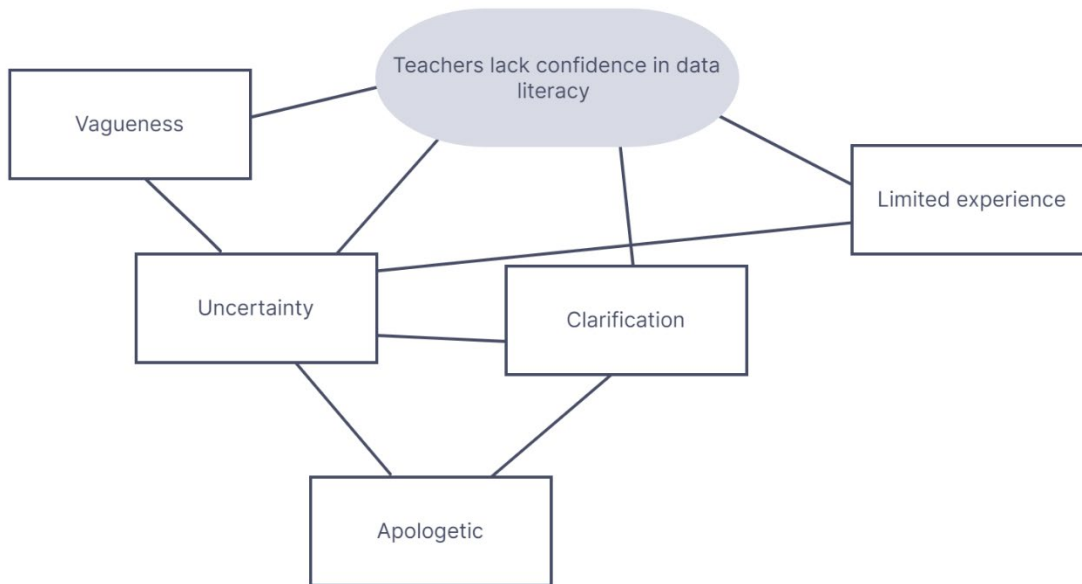 Teachers lack confidence in data
literacy
Vagueness
Limited experience
Uncertainty
Clarification
Apologetic